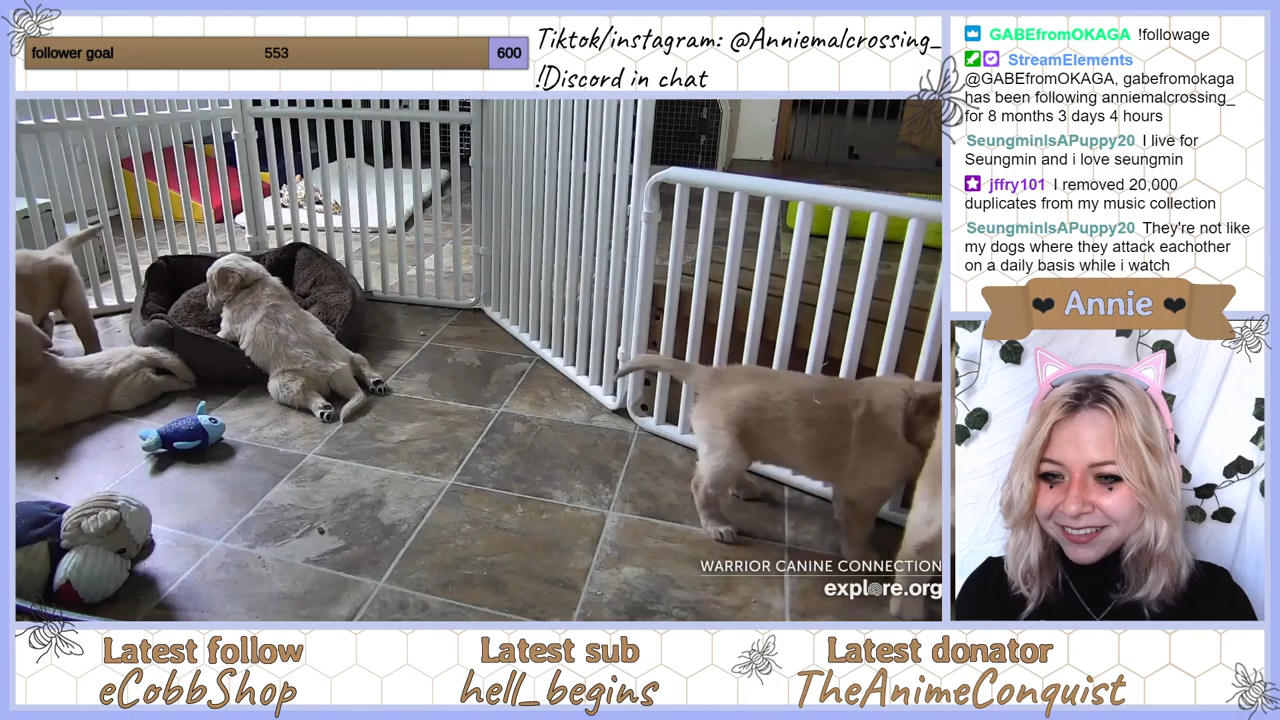 follower goal 553 600
Tiktok/instagram: @Anniemalcrossing_
!Discord in chat
GABEfromOKAGA !followage
StreamElements
@GABEfromOKAGA, gabefromokaga
has been following anniemalcrossing_
for 8 months 3 days 4 hours
SeungminIsAPuppy20 I live for
Seungmin and i love seungmin
jffry101 I removed 20,000
duplicates from my music collection
SeungminIsAPuppy20 They're not like
my dogs where they attack eachother
on a daily basis while i watch
Annie
WARRIOR CANINE CONNECTION
explore.org
Latest follow
eCobbShop
Latest sub
hell_begins
Latest donator
TheAnimeConquist